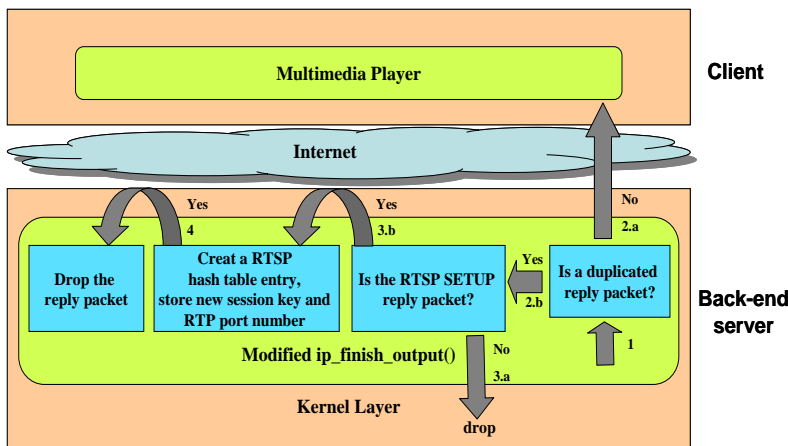 Multimedia Player
Client
Internet
Yes
4
Yes
3.b
No
2.a
Drop the
reply packet
Creat a RTSP
hash table entry,
store new session key and
RTP port number
Is the RTSP SETUP
reply packet?
Yes
2.b
Is a duplicated
reply packet?
Back-end
server
Modified ip_finish_output()
No
3.a
1
Kernel Layer
drop